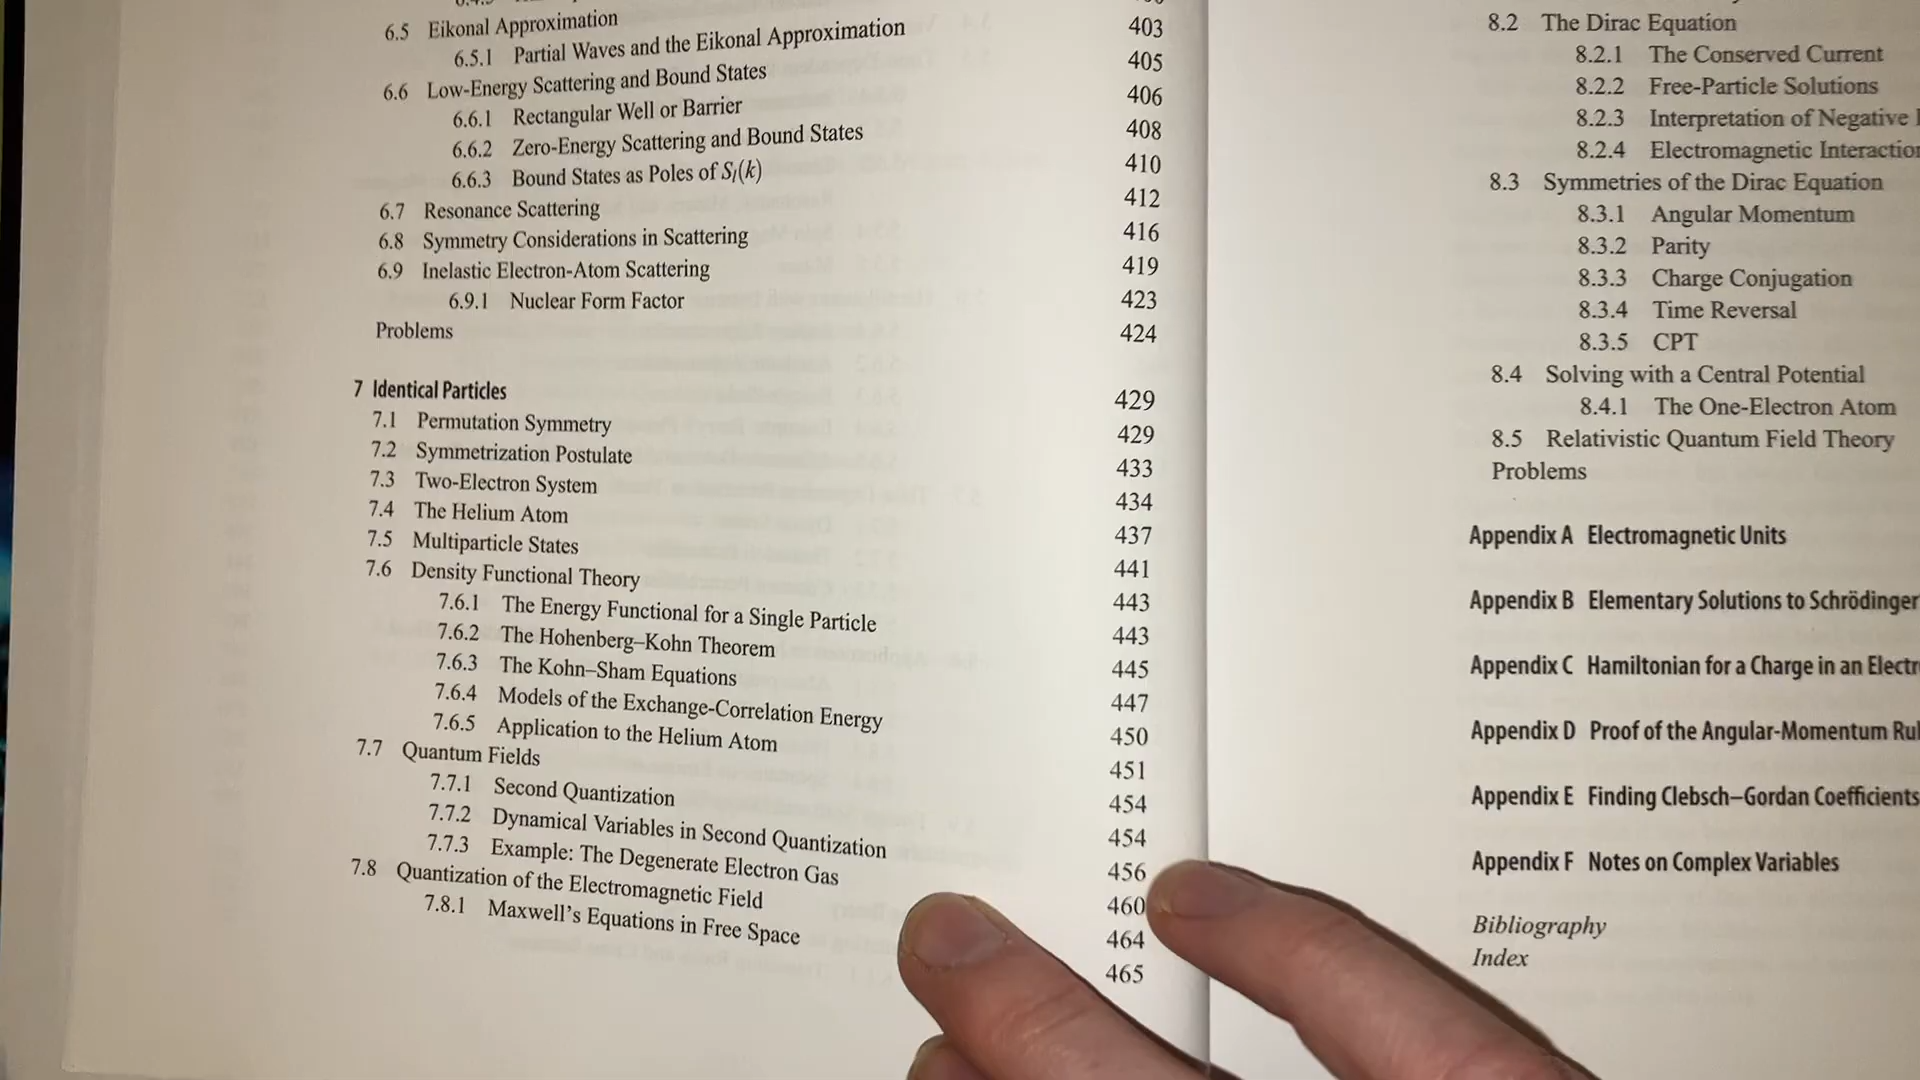 6.5 Eikonal Approximation
6.5.1 Partial Waves and the Eikonal Approximation 403
6.6 Low-Energy Scattering and Bound States 405
6.6.1 Rectangular Well or Barrier 406
6.6.2 Zero-Energy Scattering and Bound States 408
6.6.3 Bound States as Poles of Sₗ(k) 410
6.7 Resonance Scattering 412
6.8 Symmetry Considerations in Scattering 416
6.9 Inelastic Electron-Atom Scattering 419
6.9.1 Nuclear Form Factor 423
Problems 424
7 Identical Particles 429
7.1 Permutation Symmetry 429
7.2 Symmetrization Postulate 433
7.3 Two-Electron System 434
7.4 The Helium Atom 437
7.5 Multiparticle States 441
7.6 Density Functional Theory 443
7.6.1 The Energy Functional for a Single Particle 443
7.6.2 The Hohenberg–Kohn Theorem 445
7.6.3 The Kohn–Sham Equations 447
7.6.4 Models of the Exchange-Correlation Energy 450
7.6.5 Application to the Helium Atom 451
7.7 Quantum Fields 454
7.7.1 Second Quantization 454
7.7.2 Dynamical Variables in Second Quantization 456
7.7.3 Example: The Degenerate Electron Gas 460
7.8 Quantization of the Electromagnetic Field 464
7.8.1 Maxwell's Equations in Free Space 465
8.2 The Dirac Equation
8.2.1 The Conserved Current
8.2.2 Free-Particle Solutions
8.2.3 Interpretation of Negative
8.2.4 Electromagnetic
8.3 Symmetries of the Dirac Equation
8.3.1 Angular Momentum
8.3.2 Parity
8.3.3 Charge Conjugation
8.3.4 Time Reversal
8.3.5 CPT
8.4 Solving with a Central Potential
8.4.1 The One-Electron Atom
8.5 Relativistic Quantum Field Theory
Problems
Appendix A Electromagnetic Units
Appendix B Elementary Solutions to Schrödinger
Appendix C Hamiltonian for a Charge in an
Appendix D Proof of the Angular-Momentum
Appendix E Finding Clebsch–Gordan Coefficients
Appendix F Notes on Complex Variables
Bibliography
Index